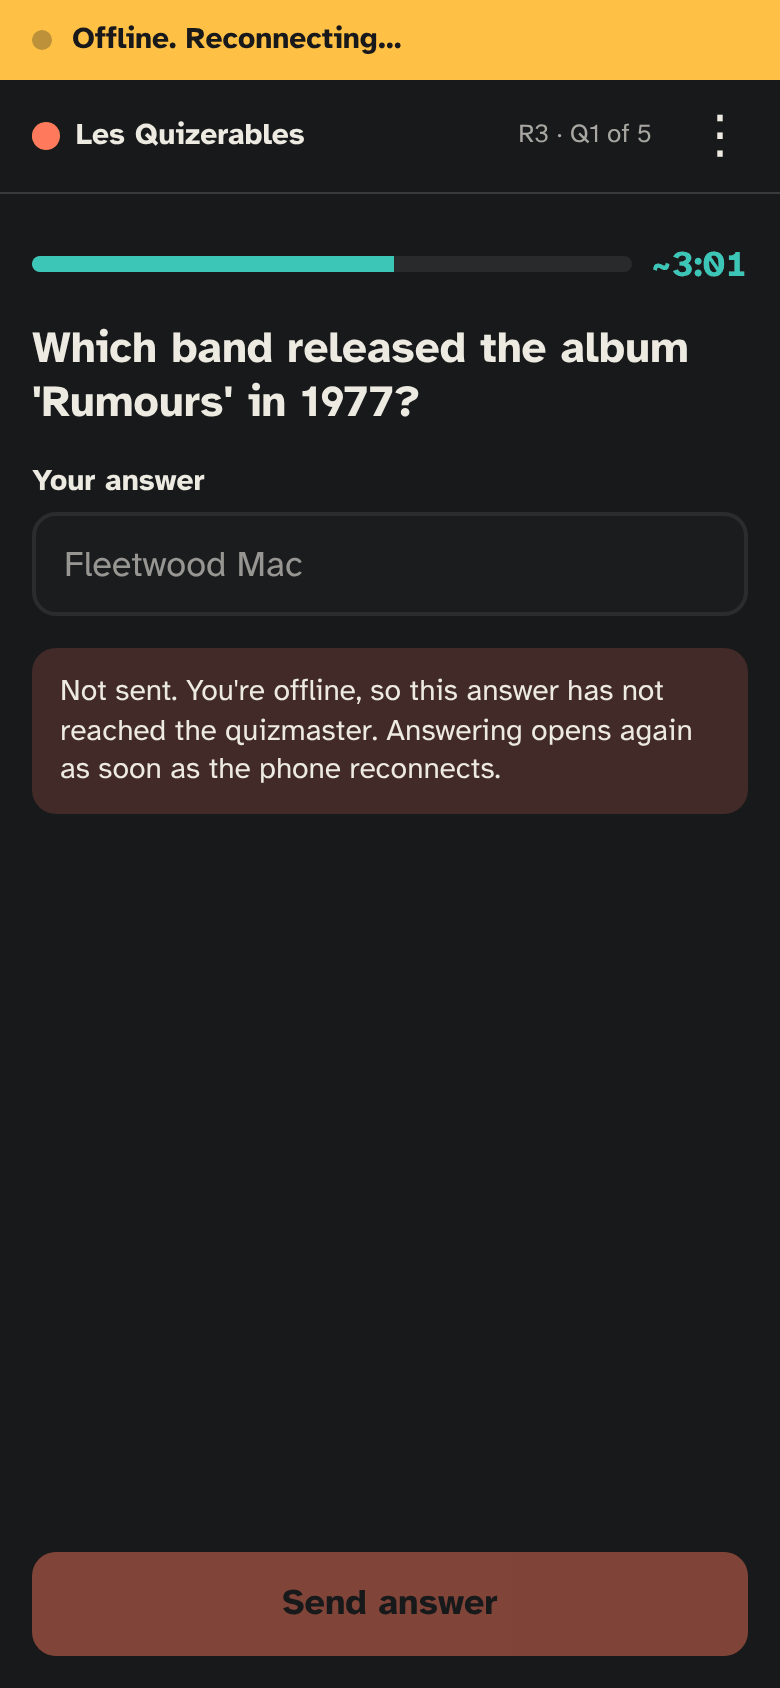 Offline. Reconnecting...
Les Quizerables
R3 · Q1 of 5
~3:01
Which band released the album
'Rumours' in 1977?
Your answer
Fleetwood Mac
Not sent. You're offline, so this answer has not
reached the quizmaster. Answering opens again
as soon as the phone reconnects.
Send answer